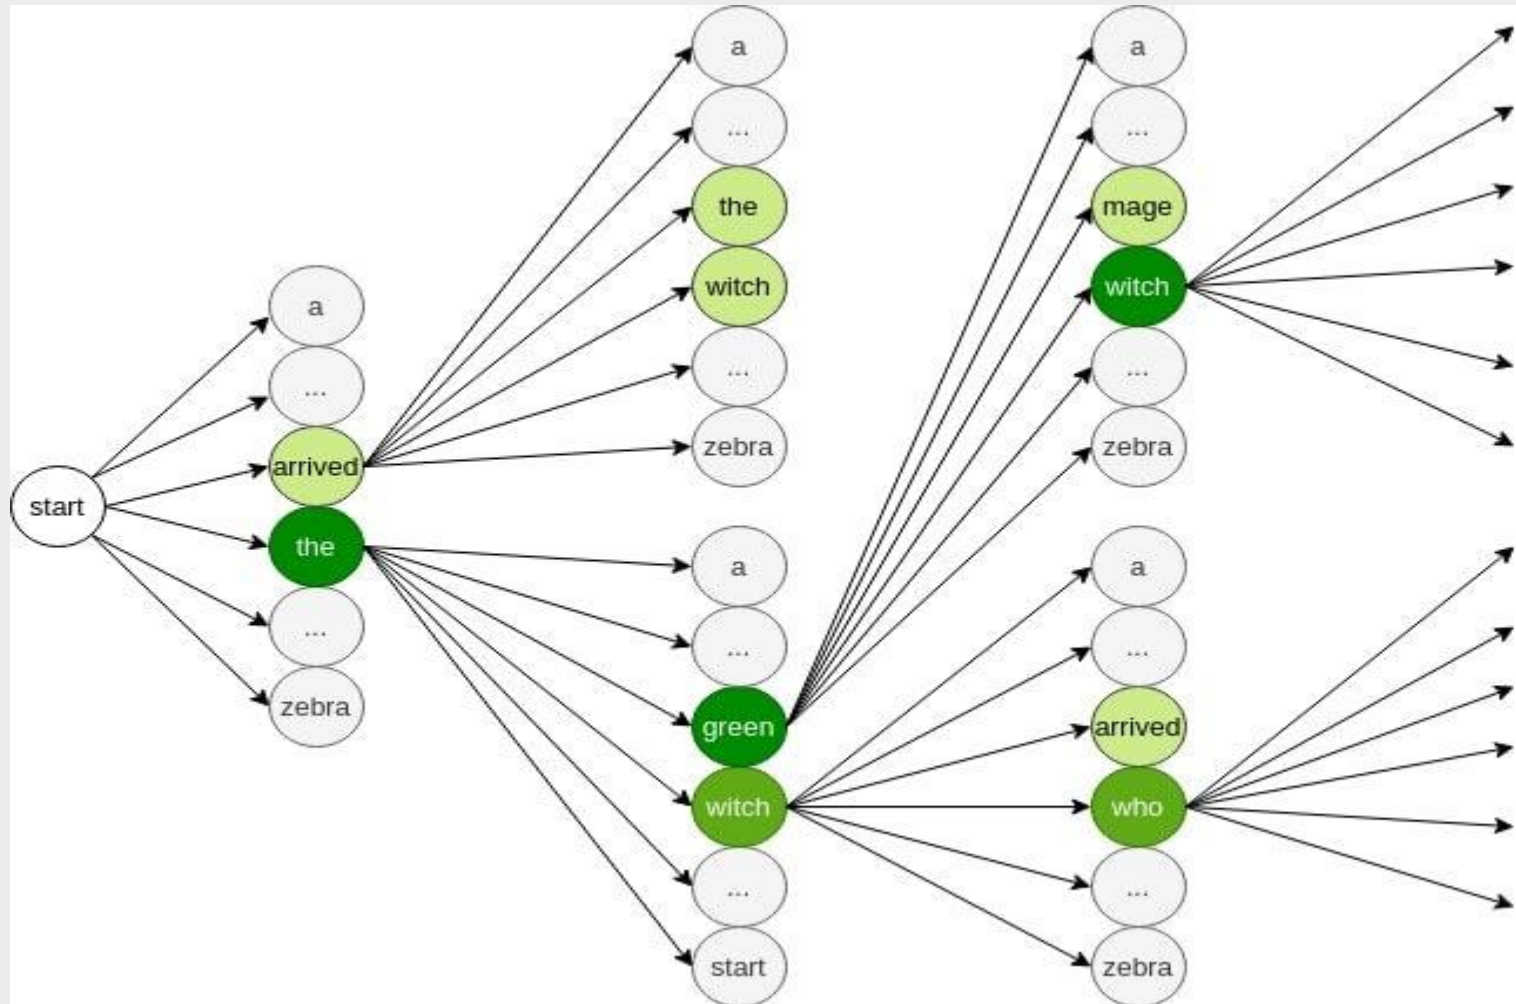 start
a
...
arrived
the
...
zebra
a
...
the
witch
...
zebra
a
...
green
witch
...
start
a
...
mage
witch
...
zebra
a
...
arrived
who
...
zebra